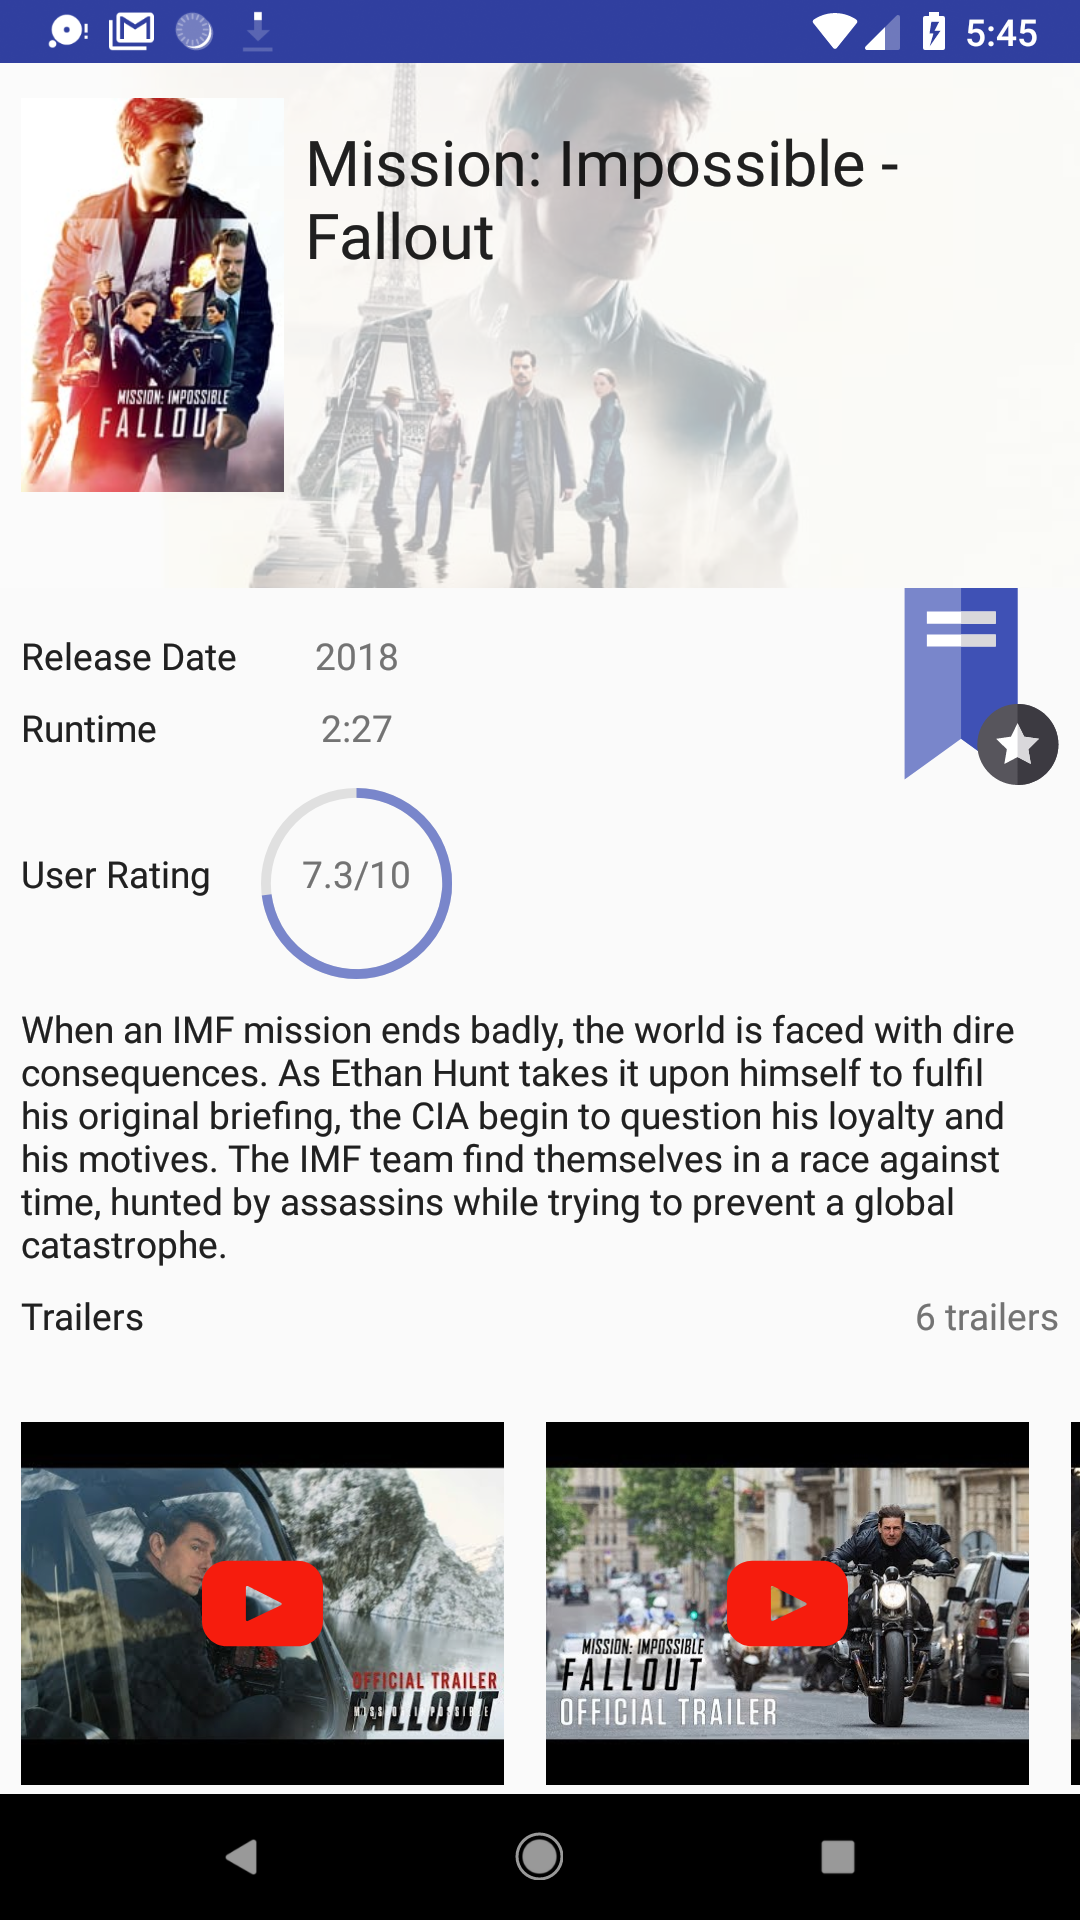 5:45
Mission: Impossible -
Fallout
MISSION: IMPOSSIBLE
FALLOUT
Release Date 2018
Runtime 2:27
User Rating 7.3/10
When an IMF mission ends badly, the world is faced with dire
consequences. As Ethan Hunt takes it upon himself to fulfil
his original briefing, the CIA begin to question his loyalty and
his motives. The IMF team find themselves in a race against
time, hunted by assassins while trying to prevent a global
catastrophe.
Trailers 6 trailers
OFFICIAL TRAILER
FALLOUT
MISSION: IMPOSSIBLE
MISSION: IMPOSSIBLE
FALLOUT
OFFICIAL TRAILER